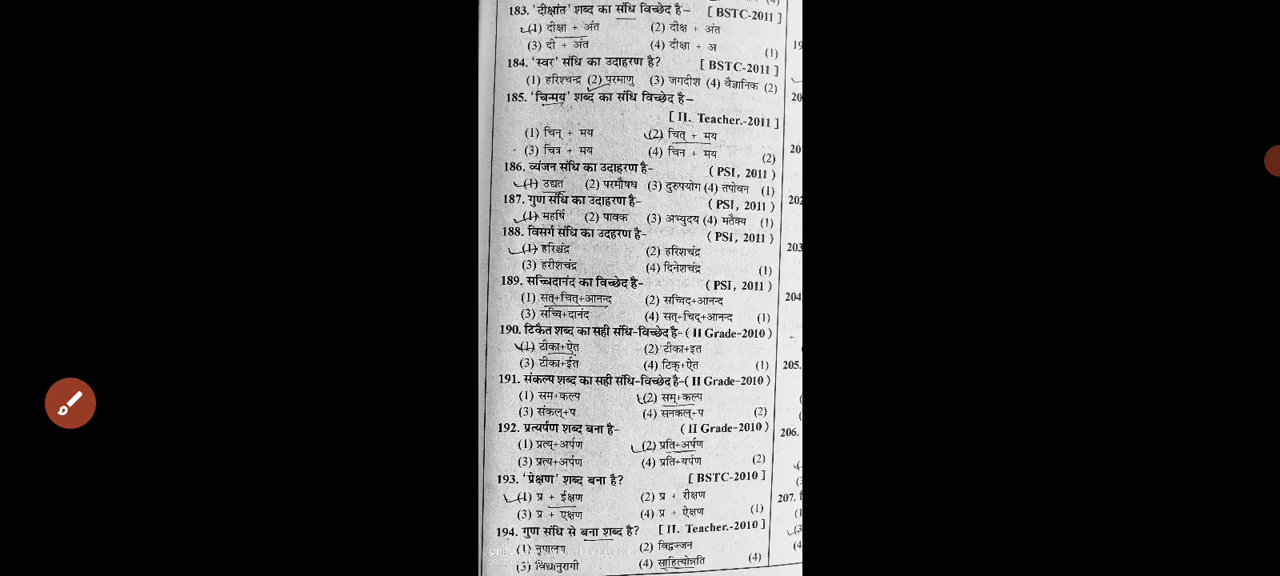 183. 'दीक्षांत' शब्द का संधि विच्छेद है– [ BSTC-2011 ]
(1) दीक्षा + अंत (2) दीक्ष + अंत
(3) दी + अंत (4) दीक्षा + अ (1)
184. 'स्वर' संधि का उदाहरण है? [ BSTC-2011 ]
(1) हरिश्चन्द्र (2) परमाणु (3) जगदीश (4) वैज्ञानिक (2)
185. 'चिन्मय' शब्द का संधि विच्छेद है–
[ II. Teacher.-2011 ]
(1) चिन् + मय (2) चित् + मय
(3) चित्र + मय (4) चिन + मय (2)
186. व्यंजन संधि का उदाहरण है– ( PSI, 2011 )
(1) उद्यत (2) परमौषध (3) दुरुपयोग (4) तपोवन (1)
187. गुण संधि का उदाहरण है– ( PSI, 2011 )
(1) महर्षि (2) पावक (3) अभ्युदय (4) मतैक्य (1)
188. विसर्ग संधि का उदहरण है– ( PSI, 2011 )
(1) हरिश्चंद्र (2) हरिशचंद्र
(3) हरीशचंद्र (4) दिनेशचंद्र (1)
189. सच्चिदानंद का विच्छेद है– ( PSI, 2011 )
(1) सत्+चित्+आनन्द (2) सच्चिद+आनन्द
(3) सच्चि+दानंद (4) सत्+चिद्+आनन्द (1)
190. टिकैत शब्द का सही संधि-विच्छेद है- ( II Grade-2010 )
(1) टीका+ऐत (2) टीका+इत
(3) टीका+ईत (4) टिक्+ऐत (1)
191. संकल्प शब्द का सही संधि-विच्छेद है-( II Grade-2010 )
(1) सम+कल्प (2) सम्+कल्प
(3) संकल्+प (4) सनकल्+प (2)
192. प्रत्यर्पण शब्द बना है– ( II Grade-2010 )
(1) प्रत्य्+अर्पण (2) प्रति+अर्पण
(3) प्रत्य+अर्पण (4) प्रति+यर्पण (2)
193. 'प्रेक्षण' शब्द बना है? [ BSTC-2010 ]
(1) प्र + ईक्षण (2) प्र + रीक्षण
(3) प्र + एक्षण (4) प्र + ऐक्षण (1)
194. गुण संधि से बना शब्द है? [ II. Teacher.-2010 ]
(1) नृपालय (2) विद्वज्जन
(3) विद्यानुरागी (4) साहित्योन्नति (4)
19
20
20
202
203
204
205.
206.
207.